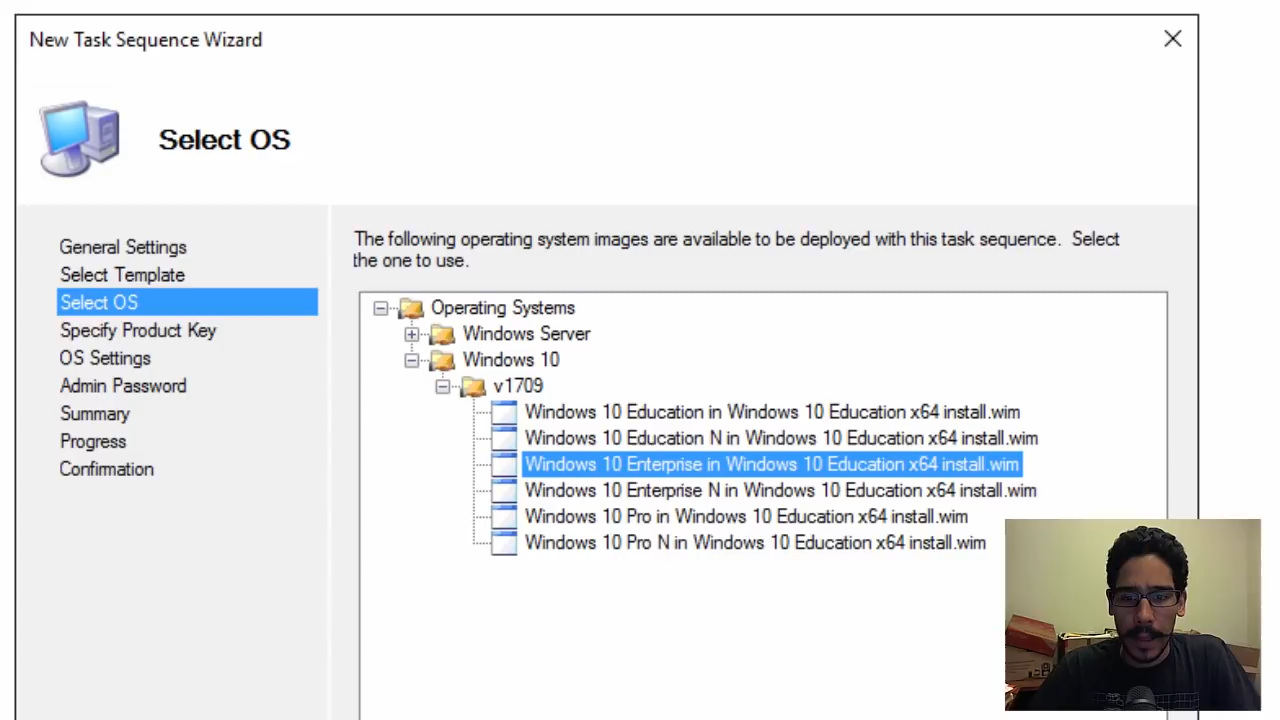 New Task Sequence Wizard
Select OS
General Settings
Select Template
Select OS
Specify Product Key
OS Settings
Admin Password
Summary
Progress
Confirmation
The following operating system images are available to be deployed with this task sequence. Select
the one to use.
Operating Systems
Windows Server
Windows 10
v1709
Windows 10 Education in Windows 10 Education x64 install.wim
Windows 10 Education N in Windows 10 Education x64 install.wim
Windows 10 Enterprise in Windows 10 Education x64 install.wim
Windows 10 Enterprise N in Windows 10 Education x64 install.wim
Windows 10 Pro in Windows 10 Education x64 install.wim
Windows 10 Pro N in Windows 10 Education x64 install.wim